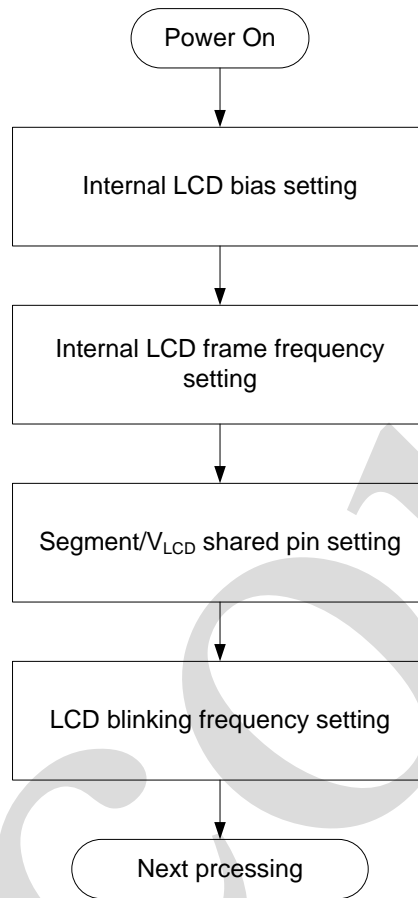 Power On
Internal LCD bias setting
Internal LCD frame frequency
setting
Segment/VLCD shared pin setting
LCD blinking frequency setting
Next prcessing